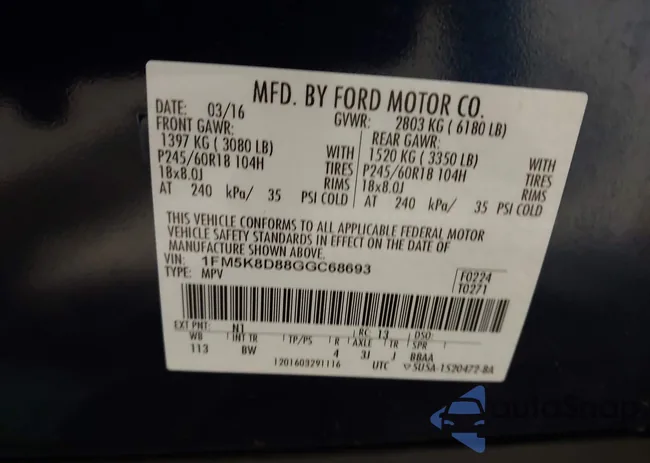 MFD. BY FORD MOTOR CO.
DATE: 03/16 GVWR: 2803 KG ( 6180 LB)
FRONT GAWR: REAR GAWR:
1397 KG ( 3080 LB) WITH 1520 KG ( 3350 LB) WITH
P245/60R18 104H TIRES P245/60R18 104H TIRES
18x8.0J RIMS 18x8.0J RIMS
AT 240 kPa/ 35 PSI COLD AT 240 kPa/ 35 PSI COLD
THIS VEHICLE CONFORMS TO ALL APPLICABLE FEDERAL MOTOR
VEHICLE SAFETY STANDARDS IN EFFECT ON THE DATE OF
MANUFACTURE SHOWN ABOVE.
VIN: 1FM5K8D88GGC68693 F0224
TYPE: MPV T0271
EXT PNT: N1 RC: 13 DSO:
WB INT TR TP/PS R AXLE TR SPR
113 BW 4 3J J BBAA
1201603291116 UTC ▽SUSA-1520472-BA
autoSnap